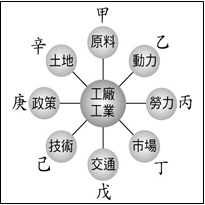 甲
原料
乙
動力
丙
勞力
丁
市場
戊
交通
己
技術
庚
政策
辛
土地
工廠
工業